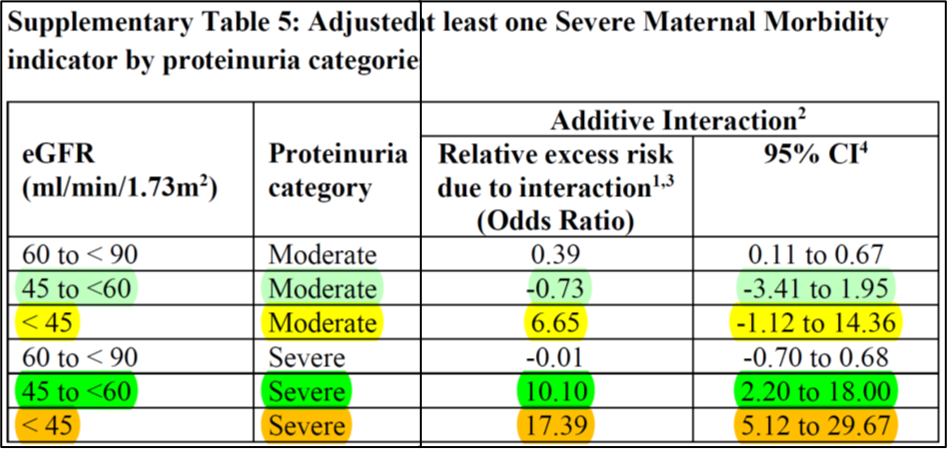 Supplementary Table 5: Adjusted t least one Severe Maternal Morbidity
indicator by proteinuria categorie
Additive Interaction²
eGFR Proteinuria Relative excess risk 95% CI⁴
(ml/min/1.73m²) category due to interaction¹,³
(Odds Ratio)
60 to < 90 Moderate 0.39 0.11 to 0.67
45 to <60 Moderate -0.73 -3.41 to 1.95
< 45 Moderate 6.65 -1.12 to 14.36
60 to < 90 Severe -0.01 -0.70 to 0.68
45 to <60 Severe 10.10 2.20 to 18.00
< 45 Severe 17.39 5.12 to 29.67